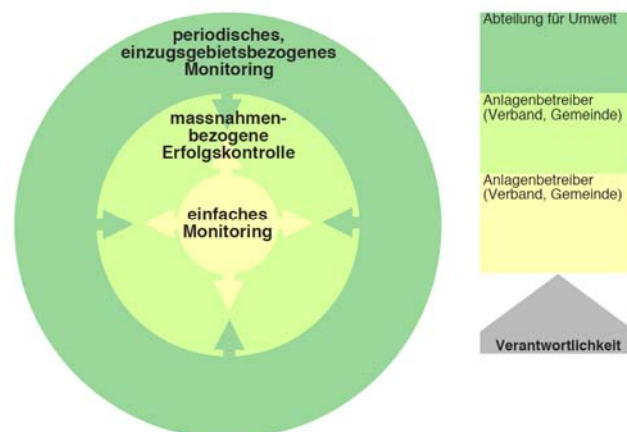 periodisches,
einzugsgebietsbezogenes
Monitoring
massnahmen-
bezogene
Erfolgskontrolle
einfaches
Monitoring
Abteilung für Umwelt
Anlagenbetreiber
(Verband, Gemeinde)
Anlagenbetreiber
(Verband, Gemeinde)
Verantwortlichkeit